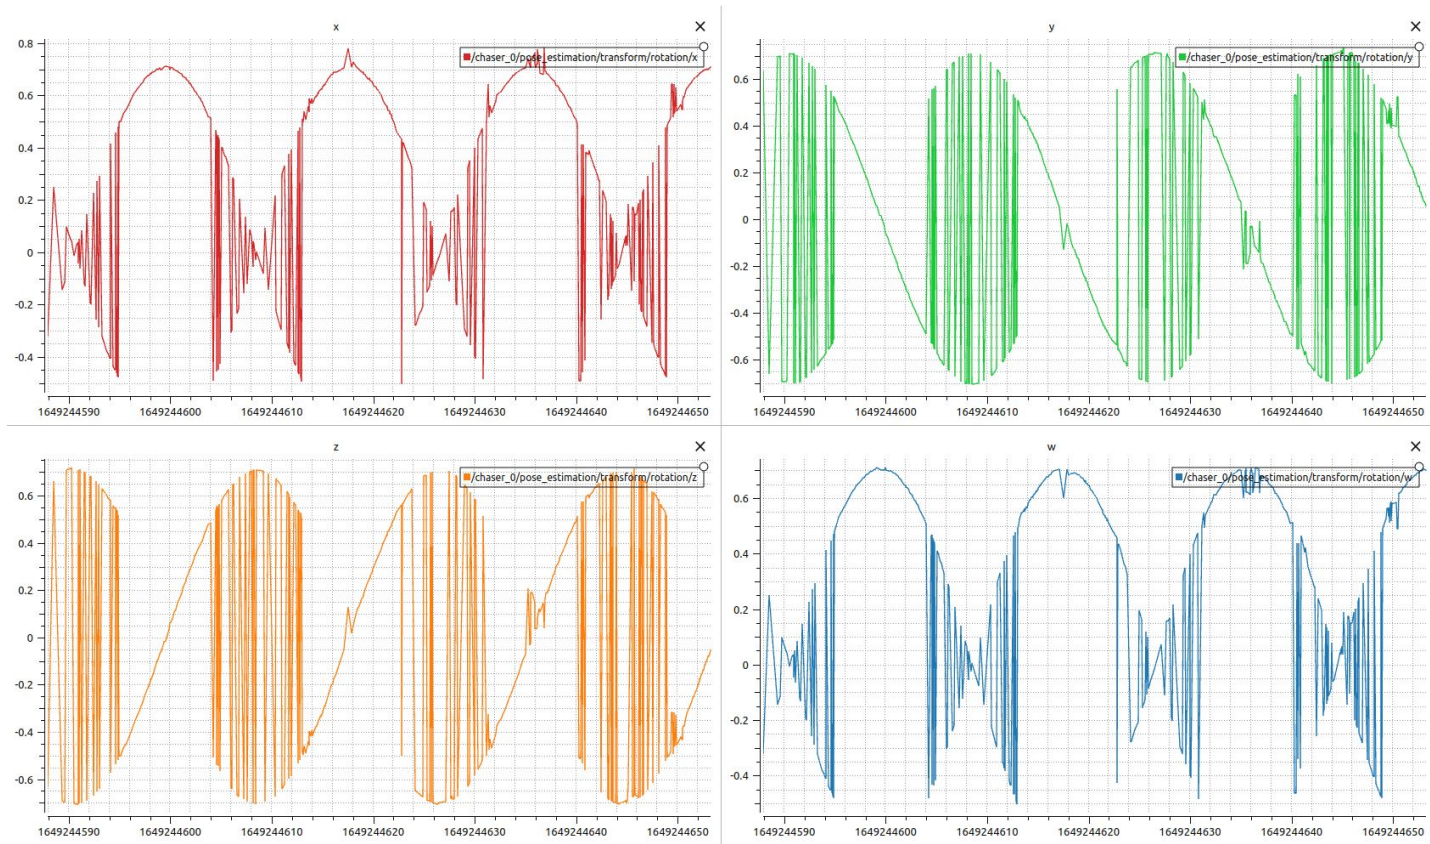 x
/chaser_0/pose_estimation/transform/rotation/x
0.8
0.6
0.4
0.2
0
-0.2
-0.4
1649244590 1649244600 1649244610 1649244620 1649244630 1649244640 1649244650
y
/chaser_0/pose_estimation/transform/rotation/y
0.6
0.4
0.2
0
-0.2
-0.4
-0.6
1649244590 1649244600 1649244610 1649244620 1649244630 1649244640 1649244650
z
/chaser_0/pose_estimation/transform/rotation/z
0.6
0.4
0.2
0
-0.2
-0.4
-0.6
1649244590 1649244600 1649244610 1649244620 1649244630 1649244640 1649244650
w
/chaser_0/pose_estimation/transform/rotation/w
0.6
0.4
0.2
0
-0.2
-0.4
1649244590 1649244600 1649244610 1649244620 1649244630 1649244640 1649244650